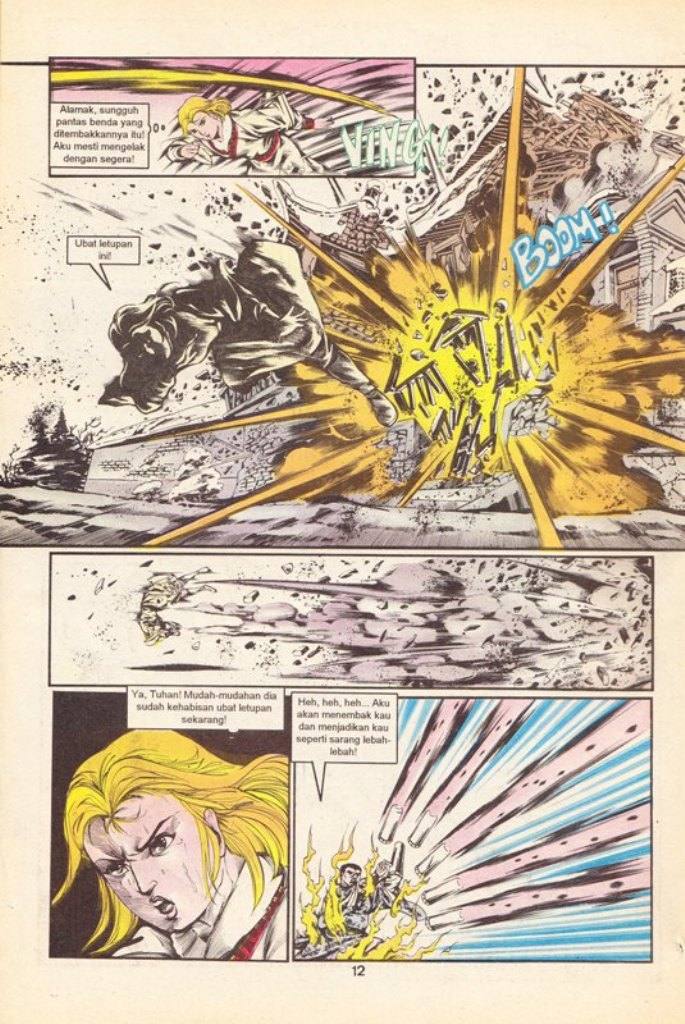 Alamak, sungguh
pantas benda yang
ditembakkannya itu!
Aku mesti mengelak
dengan segera!
VING!
BOOM!
Ubat letupan
ini!
Ya, Tuhan! Mudah-mudahan dia
sudah kehabisan ubat letupan
sekarang!
Heh, heh, heh... Aku
akan menembak kau
dan menjadikan kau
seperti sarang lebah-
lebah!
12